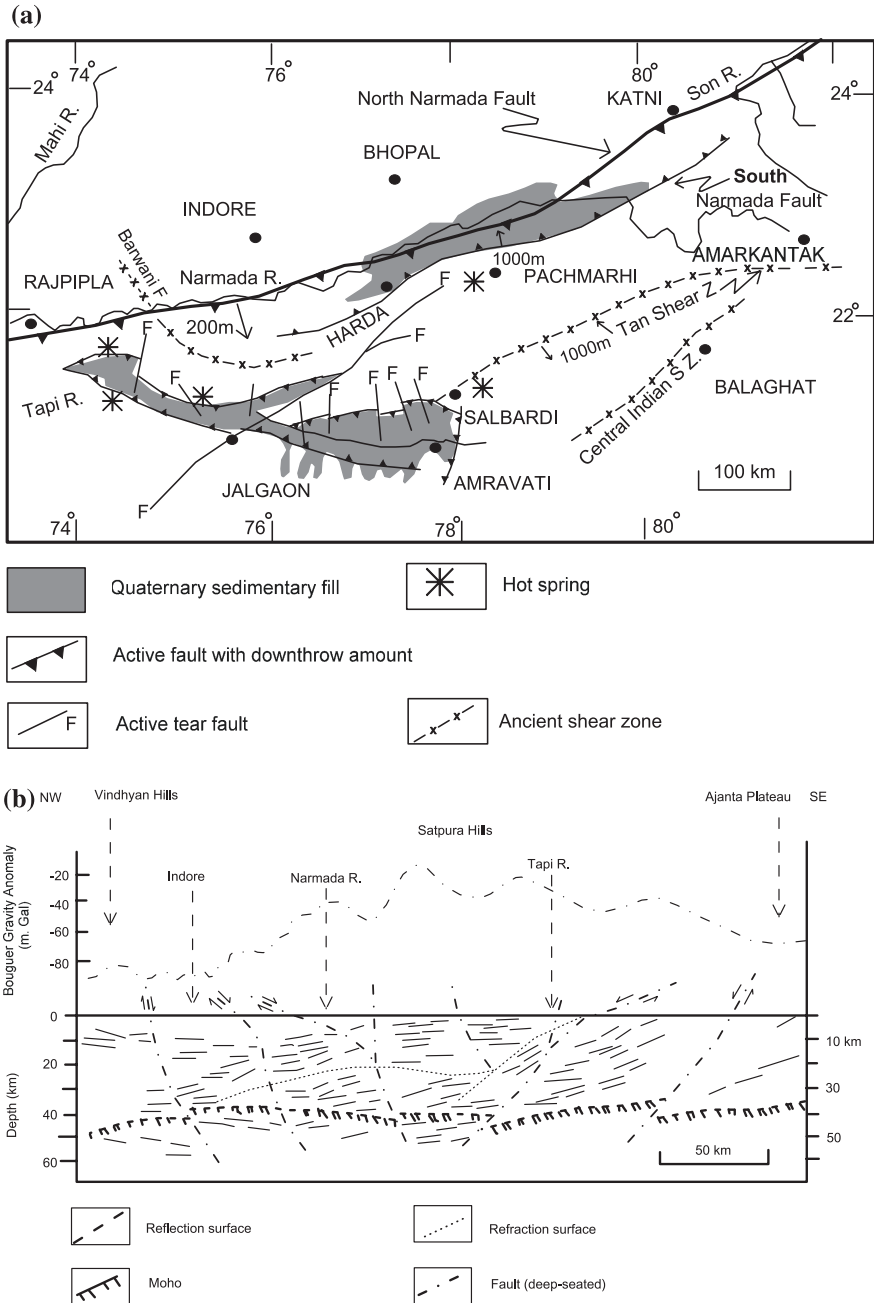 (a)
74° 76 80°
24° 24°
Mahi R.
North Narmada Fault
KATNI
Son R.
BHOPAL
South
Narmada Fault
INDORE
Barwani F
RAJPIPLA
Narmada R.
1000m
PACHMARHI
AMARKANTAK
F
200m
HARDA
F
22°
F
Tan Shear Z.
1000m
Tapi R.
F
F
F
F
F
SALBARDI
Central Indian S Z.
BALAGHAT
F
JALGAON
AMRAVATI
100 km
74° 76 78° 80°
Quaternary sedimentary fill
Hot spring
Active fault with downthrow amount
F
Active tear fault
Ancient shear zone
(b) NW Vindhyan Hills Ajanta Plateau SE
Satpura Hills
Indore Narmada R. Tapi R.
Bouguer Gravity Anomaly
(m. Gal)
-20
-40
-60
-80
Depth (km)
0
20
40
60
10 km
30
50
50 km
Reflection surface
Refraction surface
Moho
Fault (deep-seated)